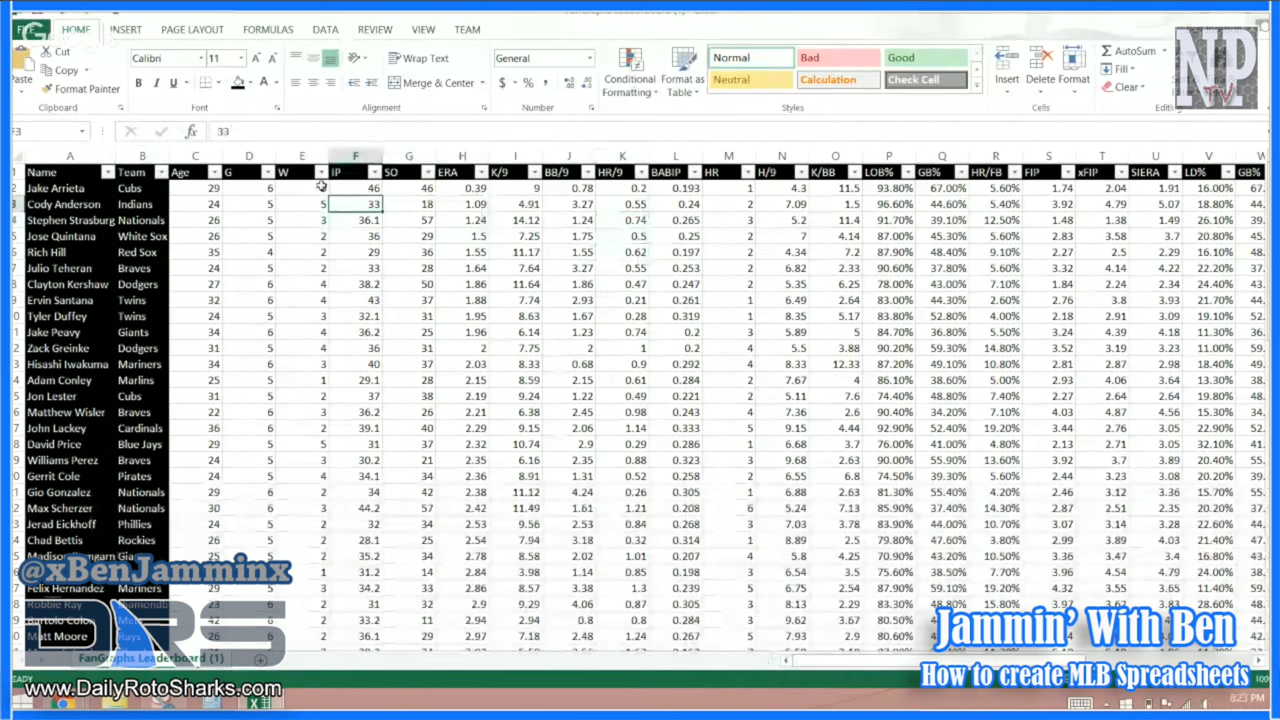 HOME INSERT PAGE LAYOUT FORMULAS DATA REVIEW VIEW TEAM
Cut
Copy
Format Painter
Clipboard
Calibri 11
B I U
Font
Wrap Text
Merge & Center
Alignment
General
$ % ,
Number
Conditional Formatting
Format as Table
Normal Bad Good
Neutral Calculation Check Cell
Styles
Insert Delete Format
Cells
AutoSum
Fill
Clear
NP
fx 33
A B C D E F G H I J K L M N O P Q R S T U V W
Name Team Age G W IP SO ERA K/9 BB/9 HR/9 BABIP HR H/9 K/BB LOB% GB% HR/FB FIP xFIP SIERA LD% GB%
Jake Arrieta Cubs 29 6 46 46 0.39 9 0.78 0.2 0.193 1 4.3 11.5 93.80% 67.00% 5.60% 1.74 2.04 1.91 16.00% 67.
Cody Anderson Indians 24 5 5 33 18 1.09 4.91 3.27 0.55 0.24 2 7.09 1.5 96.60% 44.60% 5.40% 3.92 4.79 5.07 18.80% 44.
Stephen Strasburg Nationals 26 5 3 36.1 57 1.24 14.12 1.24 0.74 0.265 3 5.2 11.4 91.70% 39.10% 12.50% 1.48 1.38 1.49 26.10% 39.
Jose Quintana White Sox 26 5 2 36 29 1.5 7.25 1.75 0.5 0.25 2 7 4.14 87.00% 44.30% 5.60% 2.83 3.58 3.7 20.80% 44.
Rich Hill Red Sox 35 4 2 29 36 1.55 11.17 1.55 0.62 0.197 2 4.34 7.2 87.90% 48.40% 9.10% 2.27 2.5 2.29 16.10% 48.
Julio Teheran Braves 24 5 2 33 28 1.64 7.64 3.27 0.55 0.253 2 6.82 2.33 90.60% 37.80% 5.60% 3.32 4.14 4.22 22.20% 37.
Clayton Kershaw Dodgers 27 6 4 38.2 50 1.86 11.64 1.86 0.47 0.247 2 5.35 6.25 78.00% 43.00% 7.10% 1.84 2.24 2.34 24.40% 43.
Ervin Santana Twins 32 6 4 43 37 1.88 7.74 2.93 0.21 0.261 1 6.49 2.64 83.00% 44.30% 2.60% 2.76 3.8 3.93 21.70% 44.
Tyler Duffey Twins 24 5 3 32.1 31 1.95 8.63 1.67 0.28 0.319 1 8.35 5.17 83.80% 52.80% 4.00% 2.18 2.91 3.09 19.10% 52.
Jake Peavy Giants 34 6 4 36.2 25 1.96 6.14 1.23 0.74 0.2 3 5.89 5 84.70% 36.80% 5.50% 3.24 4.39 4.18 11.30% 36.
Zack Greinke Dodgers 31 5 4 36 31 2 7.75 2 1 0.2 4 5.5 3.88 90.20% 59.30% 14.80% 3.52 3.16 3.19 11.00% 59.
Hisashi Iwakuma Mariners 34 6 3 40 37 2.03 8.33 0.68 0.9 0.292 4 8.33 12.33 87.20% 49.10% 10.80% 2.81 2.87 2.98 18.40% 49.
Adam Conley Marlins 25 5 1 29.1 28 2.15 8.59 2.15 0.61 0.284 2 7.67 4 86.10% 38.60% 5.00% 2.93 4.06 3.64 13.30% 38.
Jon Lester Cubs 31 5 2 37 38 2.19 9.24 1.22 0.49 0.221 2 5.84 7.6 74.40% 48.80% 7.40% 2.27 2.64 2.64 19.80% 48.
Matthew Wisler Braves 22 6 3 36.2 26 2.21 6.38 2.45 0.98 0.243 4 7.36 2.6 90.40% 34.20% 7.70% 4.03 4.87 4.56 15.30% 34.
John Lackey Cardinals 36 6 2 39.1 40 2.29 9.15 2.06 1.14 0.333 5 9.15 4.44 92.90% 52.40% 15.20% 3.44 2.76 3.05 22.90% 52.
David Price Blue Jays 29 5 5 31 37 2.32 10.74 2.9 0.29 0.286 1 6.68 3.7 76.00% 41.00% 4.80% 2.13 2.71 3.05 32.10% 41.
Williams Perez Braves 24 5 3 30.2 21 2.35 6.16 2.35 0.88 0.323 3 9.68 2.63 90.00% 55.90% 13.60% 3.92 3.7 3.89 20.40% 55.
Gerrit Cole Pirates 24 5 4 34.1 34 2.36 8.91 1.31 0.52 0.258 2 6.55 6.8 74.50% 58.20% 8.30% 2.44 3.23 3.08 19.80% 58.
Gio Gonzalez Nationals 29 6 2 34 42 2.38 11.12 4.24 0.26 0.305 1 6.88 2.63 81.30% 55.40% 4.20% 2.46 3.12 3.36 15.70% 55.
Max Scherzer Nationals 30 6 3 44.2 57 2.42 11.49 1.61 1.21 0.208 6 5.24 7.13 85.90% 37.20% 14.30% 2.87 2.51 2.35 20.20% 37.
Jerad Eickhoff Phillies 24 5 2 32 34 2.53 9.56 2.53 0.84 0.268 3 7.03 3.78 83.90% 44.00% 10.70% 3.07 3.14 3.28 22.60% 44.
Chad Bettis Rockies 26 5 2 28.1 25 2.54 7.94 3.18 0.32 0.314 1 8.89 2.5 79.80% 47.60% 3.80% 2.99 3.89 4.03 21.40% 47.
25 5 2 35.2 34 2.78 8.58 2.02 1.01 0.207 4 5.8 70.90% 43.20% 10.50% 3.36 3.47 3.54 16.80% 43.
1 31.2 14 2.84 3.98 1.14 0.85 0.198 3 6.54 3.5 75.60% 50.50% 7.70% 3.96 4.54 4.79 24.00% 50.
Felix Hernandez Mariners 29 5 3 34.2 33 2.86 8.57 2.34 1.3 0.239 5 6.75 2.54 87.90% 58.10% 19.20% 3.97 3.55 3.65 11.40% 58.
Robbie Ray 23 6 2 31 32 2.9 9.29 4.06 0.87 0.305 3 8.13 2.29 83.30%
33.2 11 2.94 2.94 0.8 0.8 0.244 3 9.62 3.67 80.50%
Matt Moore Rays 26 6 2 36.1 29 2.97 7.18 2.48 1.24 0.267 5 7.93 2.9 80.60%
@xBenJamminx
DRS
FanGraphs Leaderboard (1)
www.DailyRotoSharks.com
Jammin' With Ben
How to create MLB Spreadsheets
8:23 PM